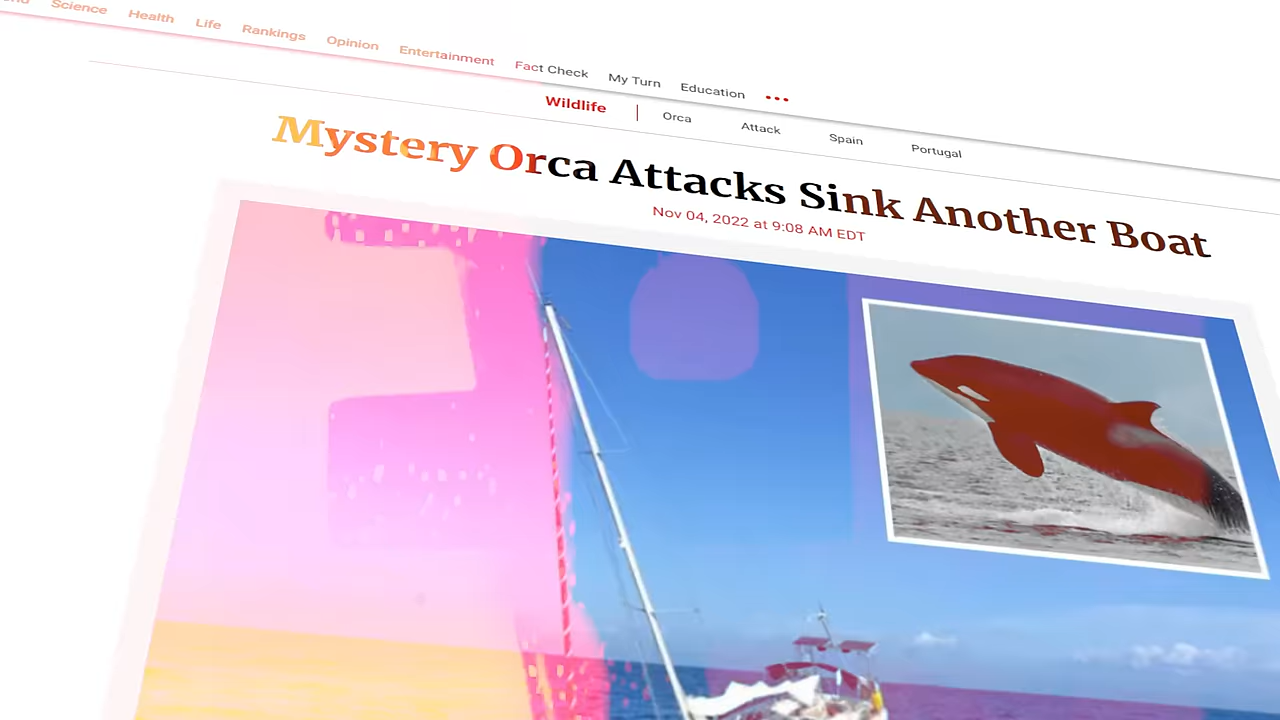 Science Health Life Rankings Opinion Entertainment Fact Check My Turn Education
Wildlife Orca Attack Spain Portugal
Mystery Orca Attacks Sink Another Boat
Nov 04, 2022 at 9:08 AM EDT